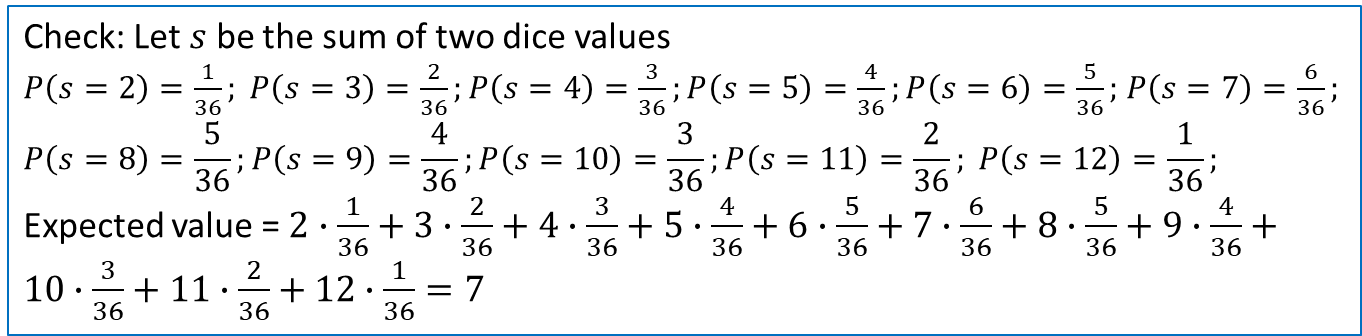 Check: Let 𝑠 be the sum of two dice values
𝑃(𝑠 = 2) = 1/36; 𝑃(𝑠 = 3) = 2/36; 𝑃(𝑠 = 4) = 3/36; 𝑃(𝑠 = 5) = 4/36; 𝑃(𝑠 = 6) = 5/36; 𝑃(𝑠 = 7) = 6/36;
𝑃(𝑠 = 8) = 5/36; 𝑃(𝑠 = 9) = 4/36; 𝑃(𝑠 = 10) = 3/36; 𝑃(𝑠 = 11) = 2/36; 𝑃(𝑠 = 12) = 1/36;
Expected value = 2 · 1/36 + 3 · 2/36 + 4 · 3/36 + 5 · 4/36 + 6 · 5/36 + 7 · 6/36 + 8 · 5/36 + 9 · 4/36 +
10 · 3/36 + 11 · 2/36 + 12 · 1/36 = 7